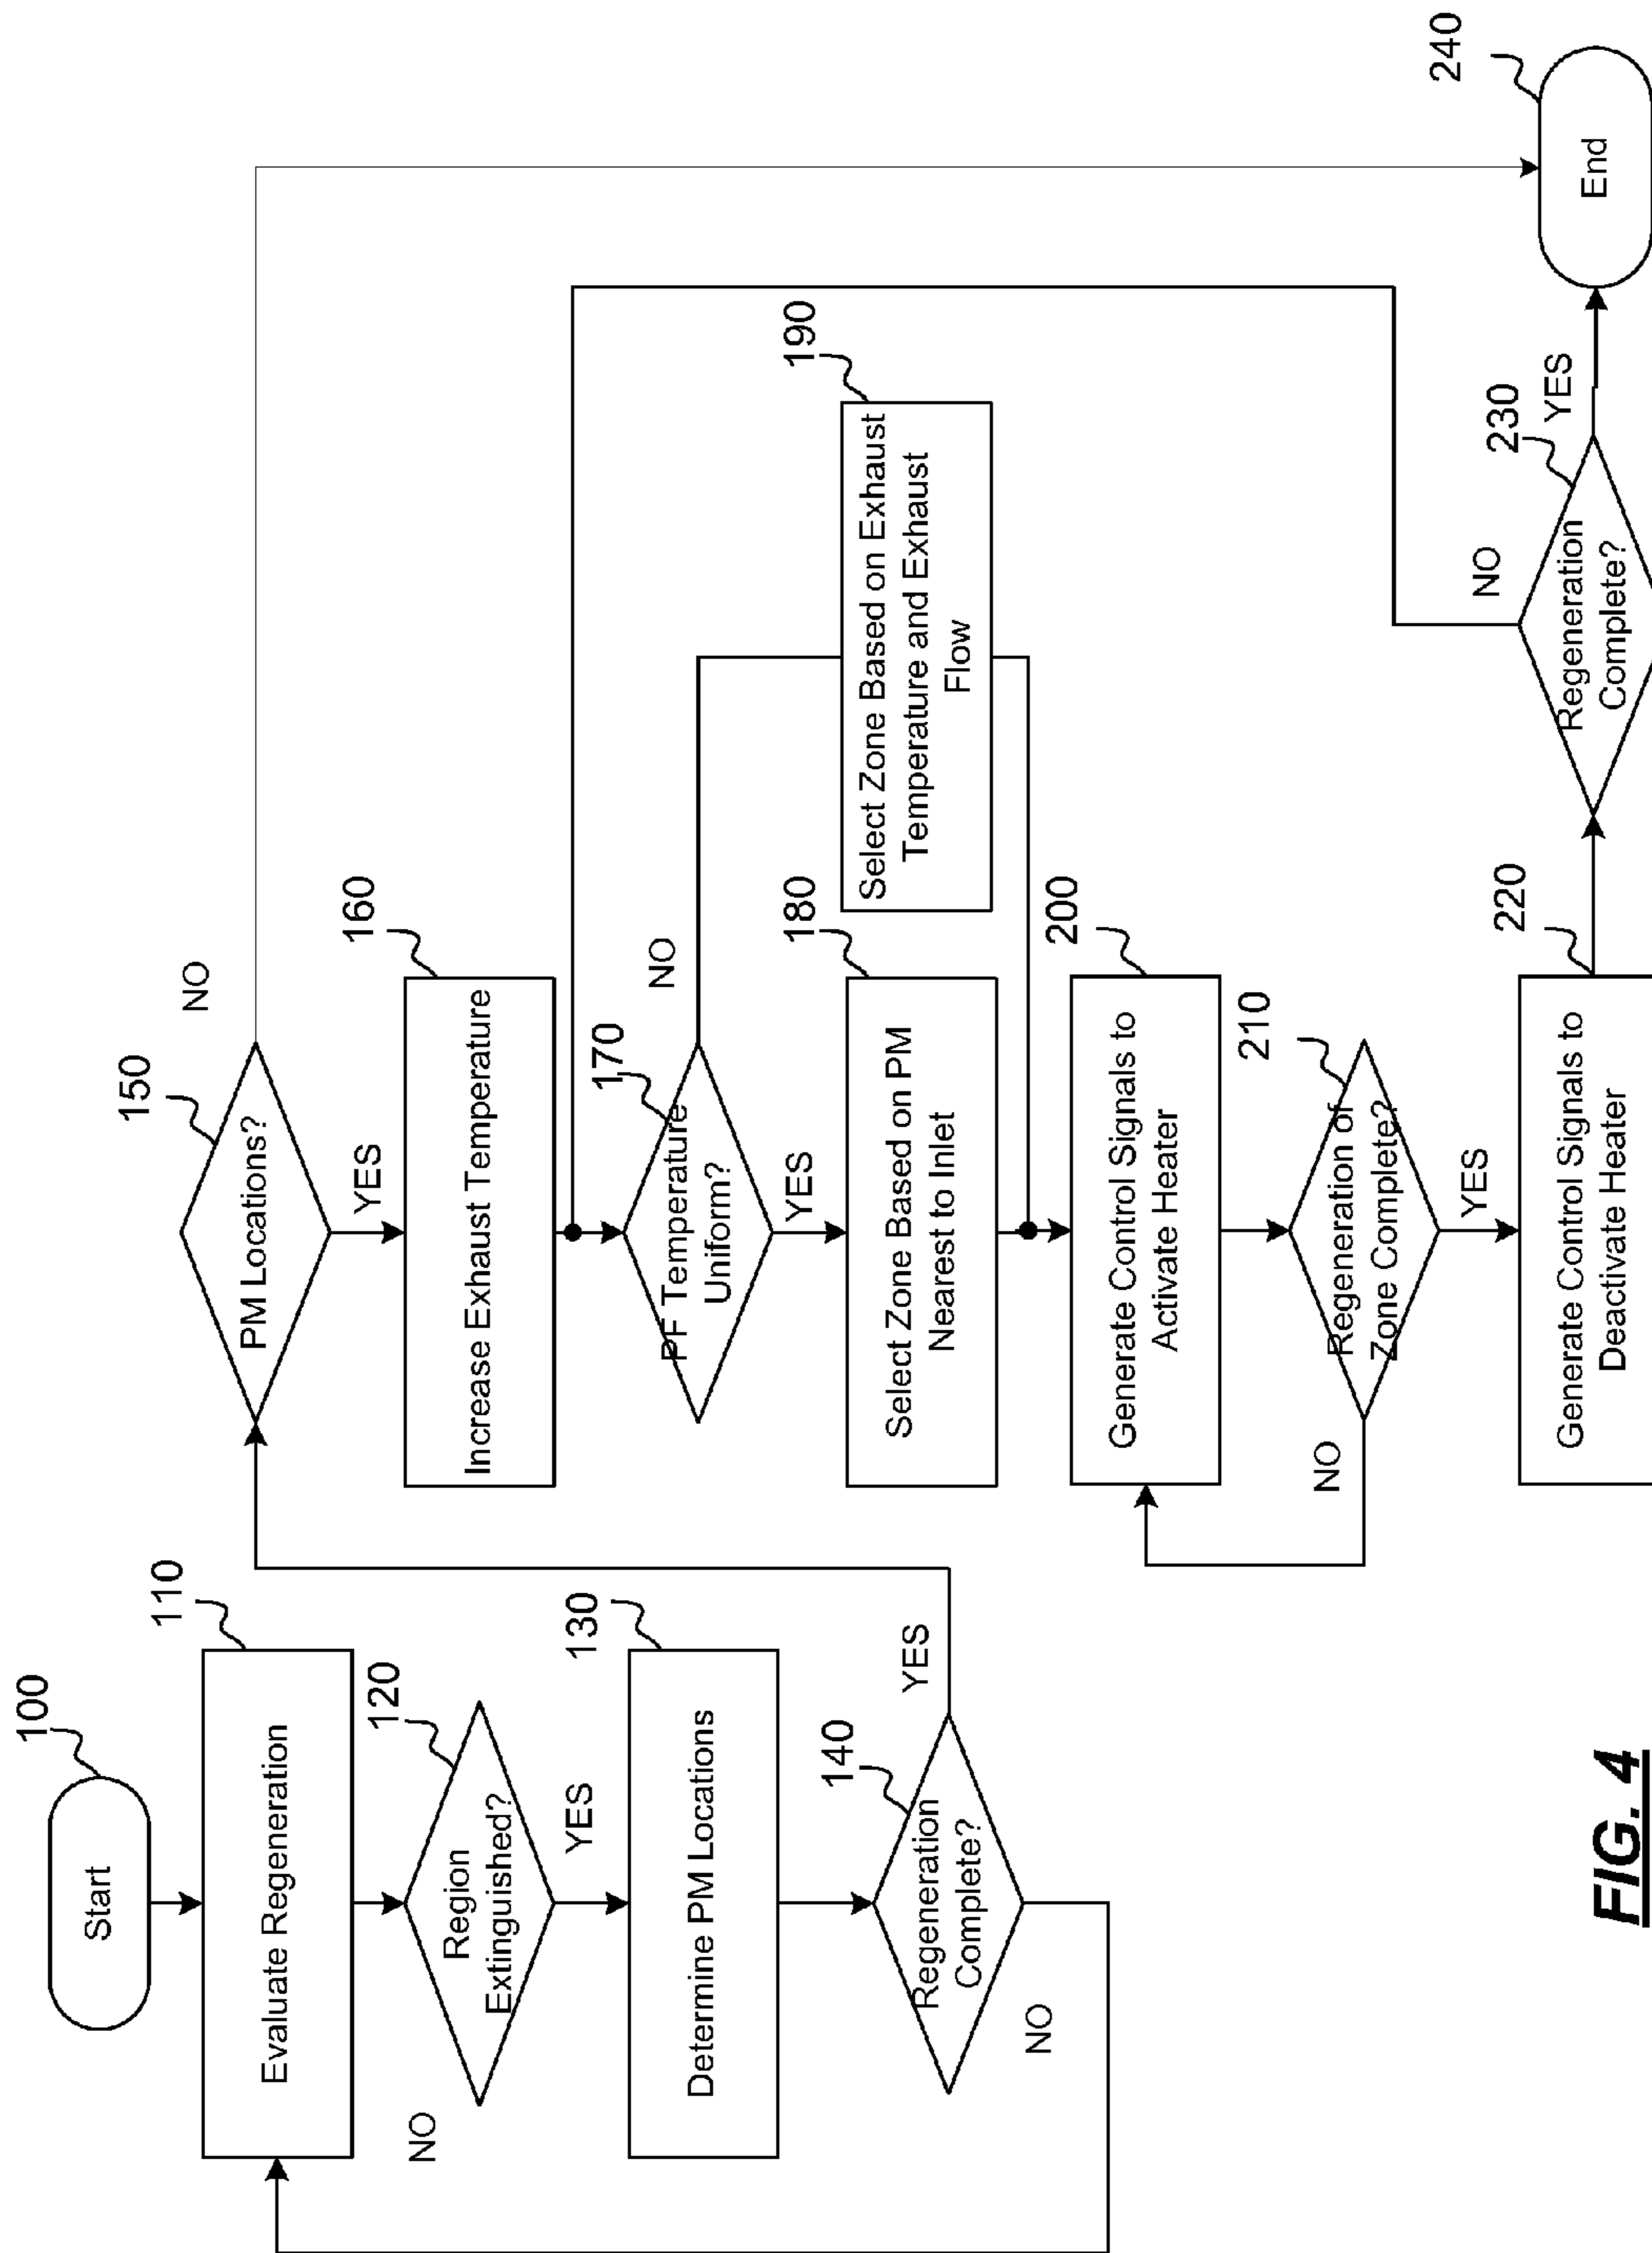 100
Start
110
Evaluate Regeneration
120
Region
Extinguished?
NO
YES
130
Determine PM Locations
140
Regeneration
Complete?
YES
NO
150
PM Locations?
NO
YES
160
Increase Exhaust Temperature
170
PF Temperature
Uniform?
NO
YES
180
Select Zone Based on PM
Nearest to Inlet
190
Select Zone Based on Exhaust
Temperature and Exhaust
Flow
200
Generate Control Signals to
Activate Heater
210
Regeneration of
Zone Complete?
NO
YES
220
Generate Control Signals to
Deactivate Heater
230
Regeneration
Complete?
NO
YES
240
End
FIG. 4